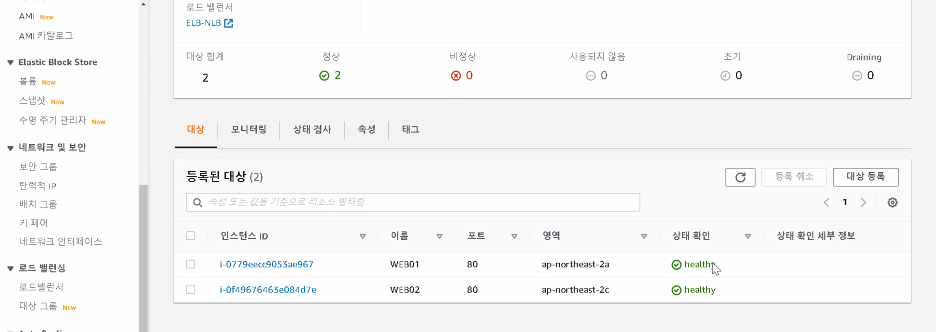 AMI New
AMI 카탈로그
Elastic Block Store
볼륨 New
스냅샷 New
수명 주기 관리자 New
네트워크 및 보안
보안 그룹
탄력적 IP
배치 그룹
키 페어
네트워크 인터페이스
로드 밸런싱
로드밸런서
대상 그룹 New
로드 밸런서
ELB-NLB
대상 합계 정상 비정상 사용되지 않음 초기 Draining
2 2 0 0 0 0
대상 모니터링 상태 검사 속성 태그
등록된 대상 (2) 등록 취소 대상 등록
속성 또는 값을 기준으로 리소스 필터링 1
인스턴스 ID 이름 포트 영역 상태 확인 상태 확인 세부 정보
i-0779eecc9053ae967 WEB01 80 ap-northeast-2a healthy
i-0f49676463e084d7e WEB02 80 ap-northeast-2c healthy